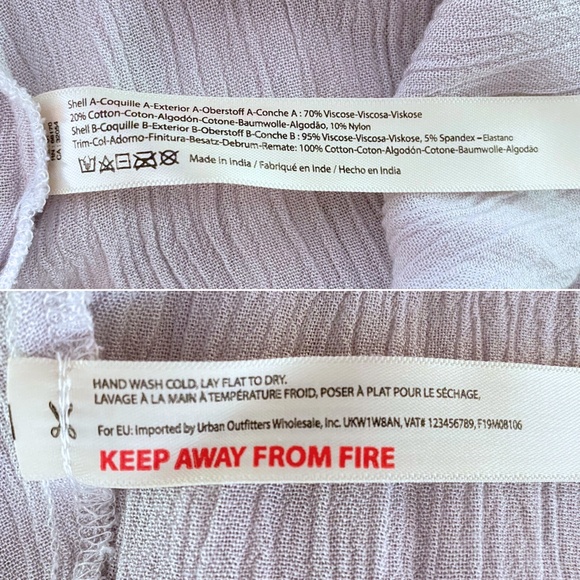 Shell A-Coquille A-Exterior A-Oberstoff A-Conche A : 70% Viscose-Viscosa-Viskose
20% Cotton-Coton-Algodón-Cotone-Baumwolle-Algodão, 10% Nylon
Shell B-Coquille B-Exterior B-Oberstoff B-Conche B : 95% Viscose-Viscosa-Viskose, 5% Spandex - Elastano
Trim-Col-Adorno-Finitura-Besatz-Debrum-Remate: 100% Cotton-Coton-Algodón-Cotone-Baumwolle-Algodão
Made in India / Fabriqué en Inde / Hecho en India
HAND WASH COLD, LAY FLAT TO DRY.
LAVAGE À LA MAIN À TEMPÉRATURE FROID, POSER À PLAT POUR LE SÉCHAGE,
For EU: Imported by Urban Outfitters Wholesale, Inc. UKW1W8AN, VAT# 123456789, F19M08106
KEEP AWAY FROM FIRE